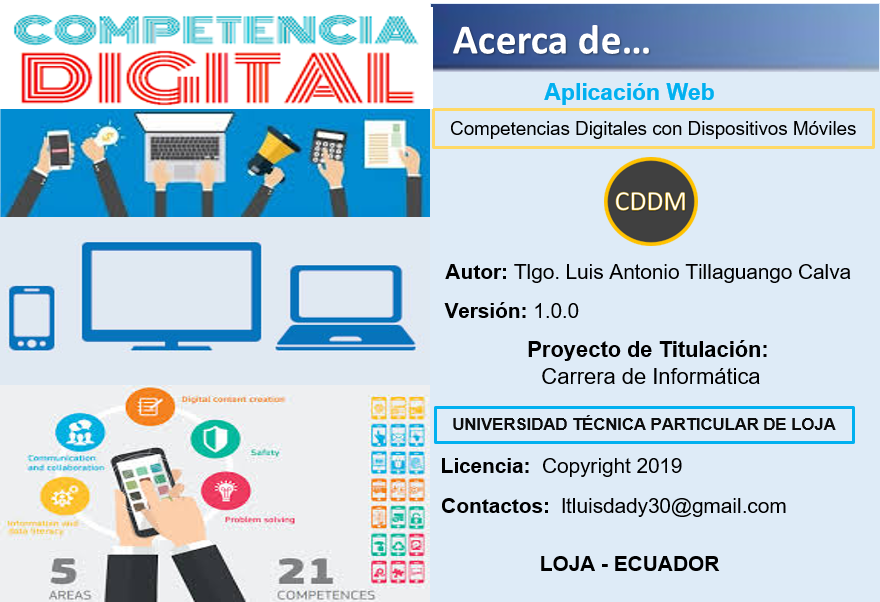 COMPETENCIA
DIGITAL
Digital content creation
Communication
and collaboration
Safety
Information and
data literacy
Problem solving
5
AREAS
21
COMPETENCES
Acerca de...
Aplicación Web
Competencias Digitales con Dispositivos Móviles
CDDM
Autor: Tlgo. Luis Antonio Tillaguango Calva
Versión: 1.0.0
Proyecto de Titulación:
Carrera de Informática
UNIVERSIDAD TÉCNICA PARTICULAR DE LOJA
Licencia: Copyright 2019
Contactos: ltluisdady30@gmail.com
LOJA - ECUADOR